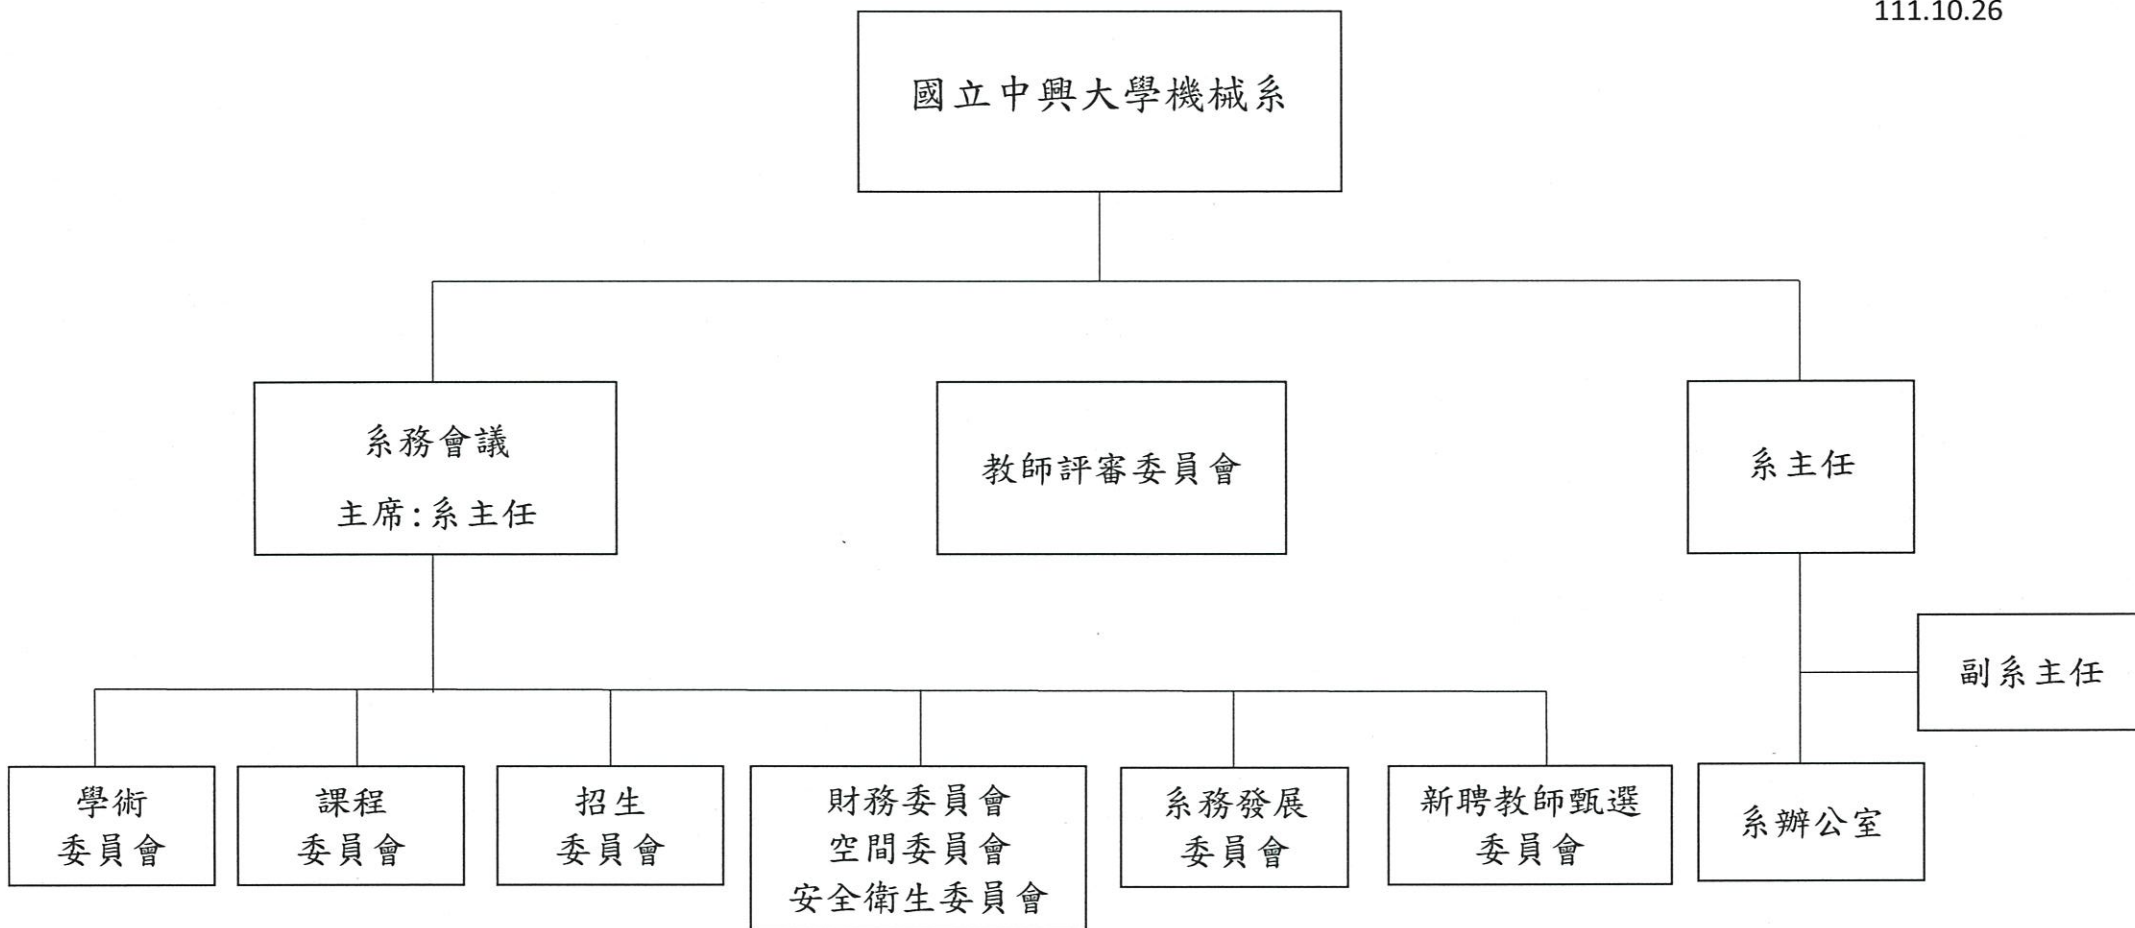 111.10.26
國立中興大學機械系
系務會議
主席:系主任
教師評審委員會
系主任
副系主任
學術
委員會
課程
委員會
招生
委員會
財務委員會
空間委員會
安全衛生委員會
系務發展
委員會
新聘教師甄選
委員會
系辦公室